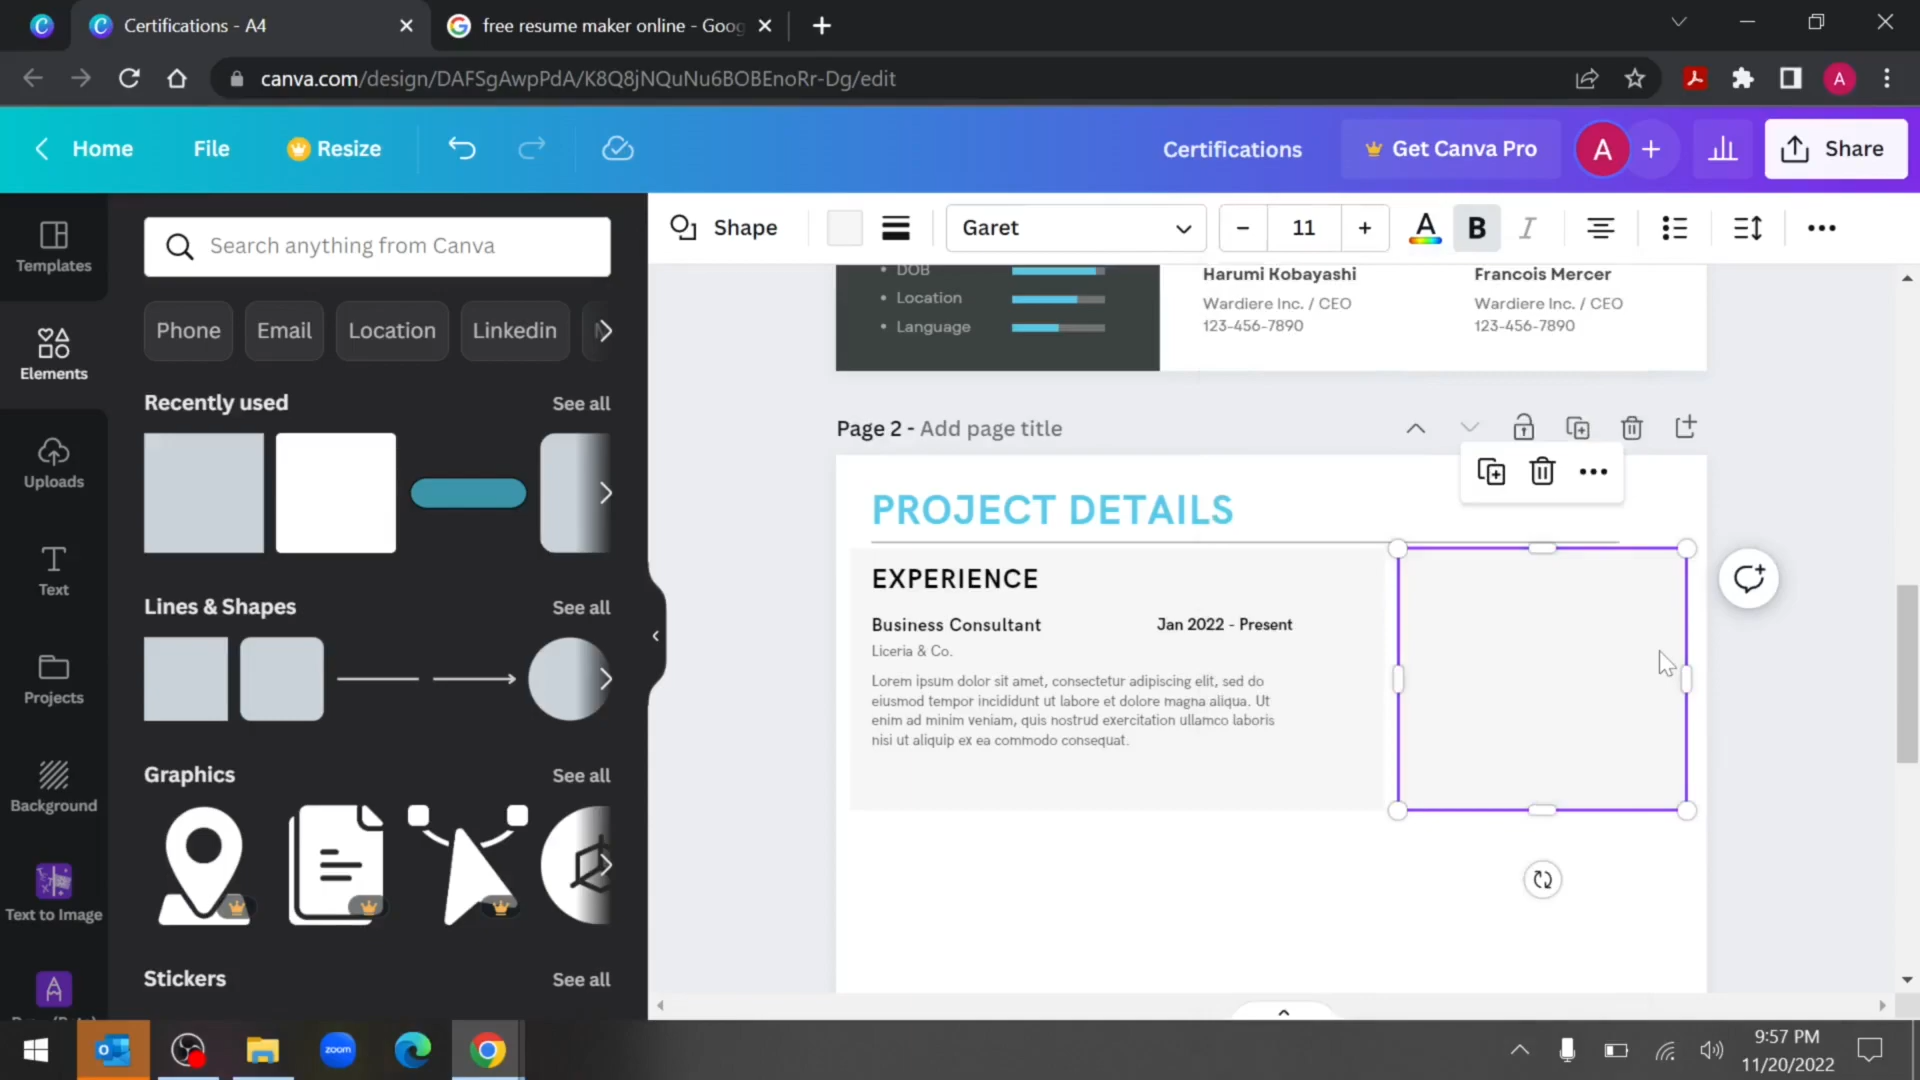 Certifications - A4
free resume maker online - Goog
canva.com/design/DAFSgAwpPdA/K8Q8jNQuNu6BOBEnoRr-Dg/edit
A
Home
File
Resize
Certifications
Get Canva Pro
A
Share
Templates
Elements
Uploads
Text
Projects
Background
Text to Image
Search anything from Canva
Phone
Email
Location
Linkedin
Recently used
See all
Lines & Shapes
See all
Graphics
See all
Stickers
See all
Shape
Garet
- 11 +
A
B
I
• DOB
• Location
• Language
Harumi Kobayashi
Wardiere Inc. / CEO
123-456-7890
Francois Mercer
Wardiere Inc. / CEO
123-456-7890
Page 2 - Add page title
PROJECT DETAILS
EXPERIENCE
Business Consultant
Jan 2022 - Present
Liceria & Co.
Lorem ipsum dolor sit amet, consectetur adipiscing elit, sed do
eiusmod tempor incididunt ut labore et dolore magna aliqua. Ut
enim ad minim veniam, quis nostrud exercitation ullamco laboris
nisi ut aliquip ex ea commodo consequat.
zoom
9:57 PM
11/20/2022